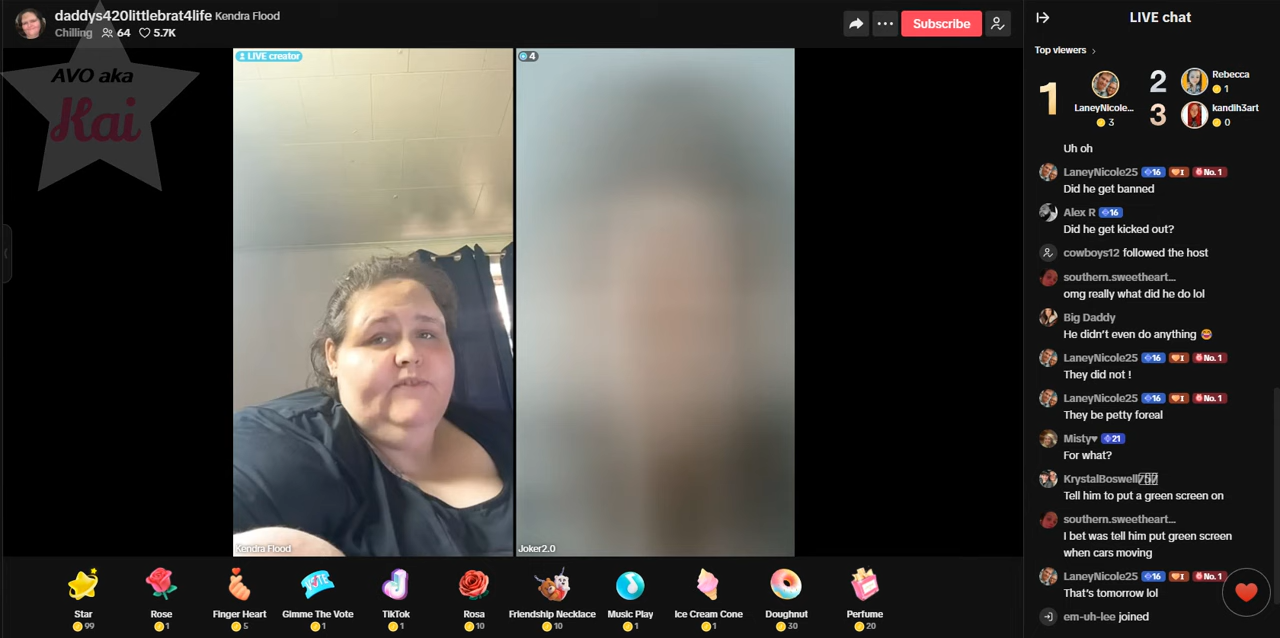 daddys420littlebrat4life Kendra Flood
Chilling 64 5.7K
Subscribe
AVO aka
Kai
LIVE creator
4
Kendra Flood
Joker2.0
Star
99
Rose
1
Finger Heart
5
VOTE
Gimme The Vote
1
TikTok
1
Rosa
10
Friendship Necklace
10
Music Play
1
Ice Cream Cone
1
Doughnut
30
Perfume
20
LIVE chat
Top viewers
1
LaneyNicole...
3
2
Rebecca
1
3
kandih3art
0
Uh oh
LaneyNicole25 16 I No. 1
Did he get banned
Alex R 16
Did he get kicked out?
cowboys12 followed the host
southern.sweetheart...
omg really what did he do lol
Big Daddy
He didn't even do anything 😆
LaneyNicole25 16 I No. 1
They did not !
LaneyNicole25 16 I No. 1
They be petty foreal
Misty♥ 21
For what?
KrystalBoswell
Tell him to put a green screen on
southern.sweetheart...
I bet was tell him put green screen
when cars moving
LaneyNicole25 16 I No. 1
That's tomorrow lol
em-uh-lee joined